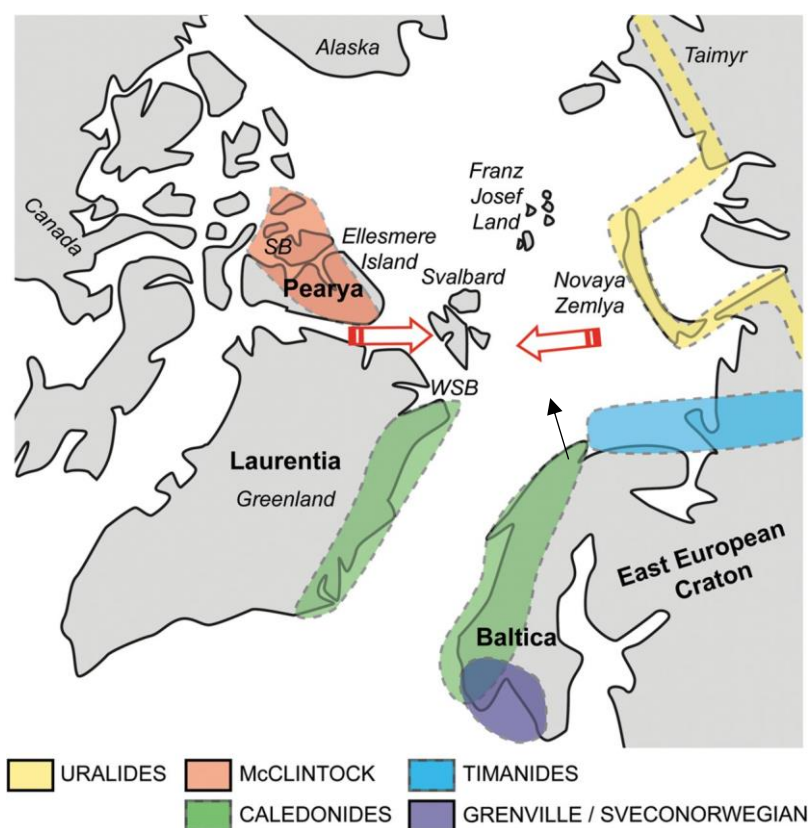 Alaska
Taimyr
Franz
Josef
Land
Canada
SB
Ellesmere
Island
Pearya
Svalbard
Novaya
Zemlya
WSB
Laurentia
Greenland
East European
Craton
Baltica
URALIDES
McCLINTOCK
TIMANIDES
CALEDONIDES
GRENVILLE / SVECONORWEGIAN